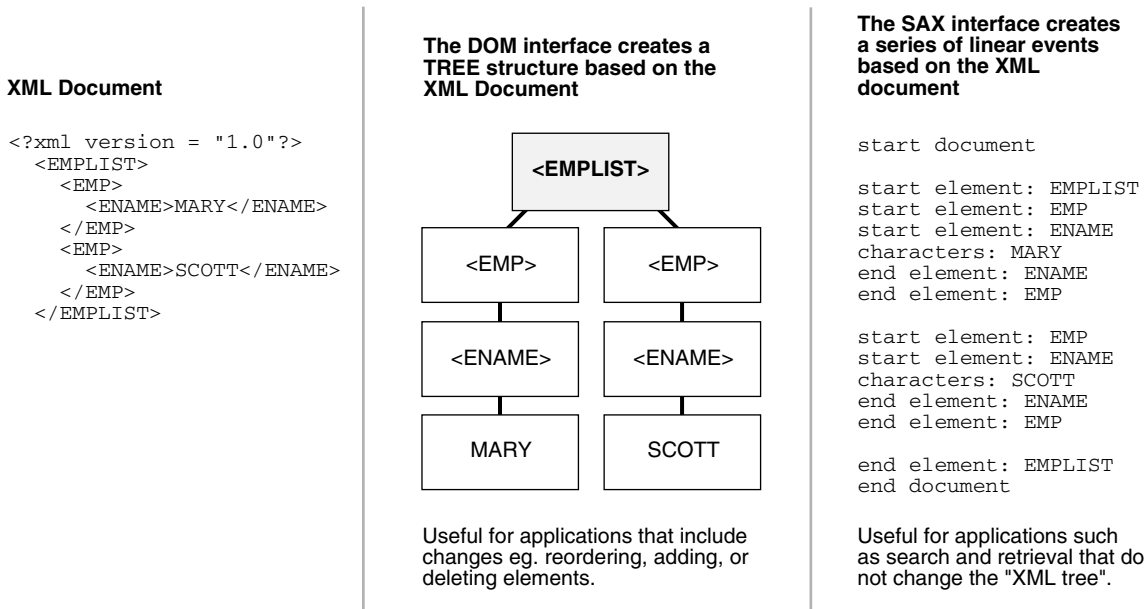 XML Document
<?xml version = "1.0"?>
<EMPLIST>
<EMP>
<ENAME>MARY</ENAME>
</EMP>
<EMP>
<ENAME>SCOTT</ENAME>
</EMP>
</EMPLIST>
The DOM interface creates a
TREE structure based on the
XML Document
<EMPLIST>
<EMP>
<EMP>
<ENAME>
<ENAME>
MARY
SCOTT
Useful for applications that include
changes eg. reordering, adding, or
deleting elements.
The SAX interface creates
a series of linear events
based on the XML
document
start document
start element: EMPLIST
start element: EMP
start element: ENAME
characters: MARY
end element: ENAME
end element: EMP
start element: EMP
start element: ENAME
characters: SCOTT
end element: ENAME
end element: EMP
end element: EMPLIST
end document
Useful for applications such
as search and retrieval that do
not change the "XML tree".